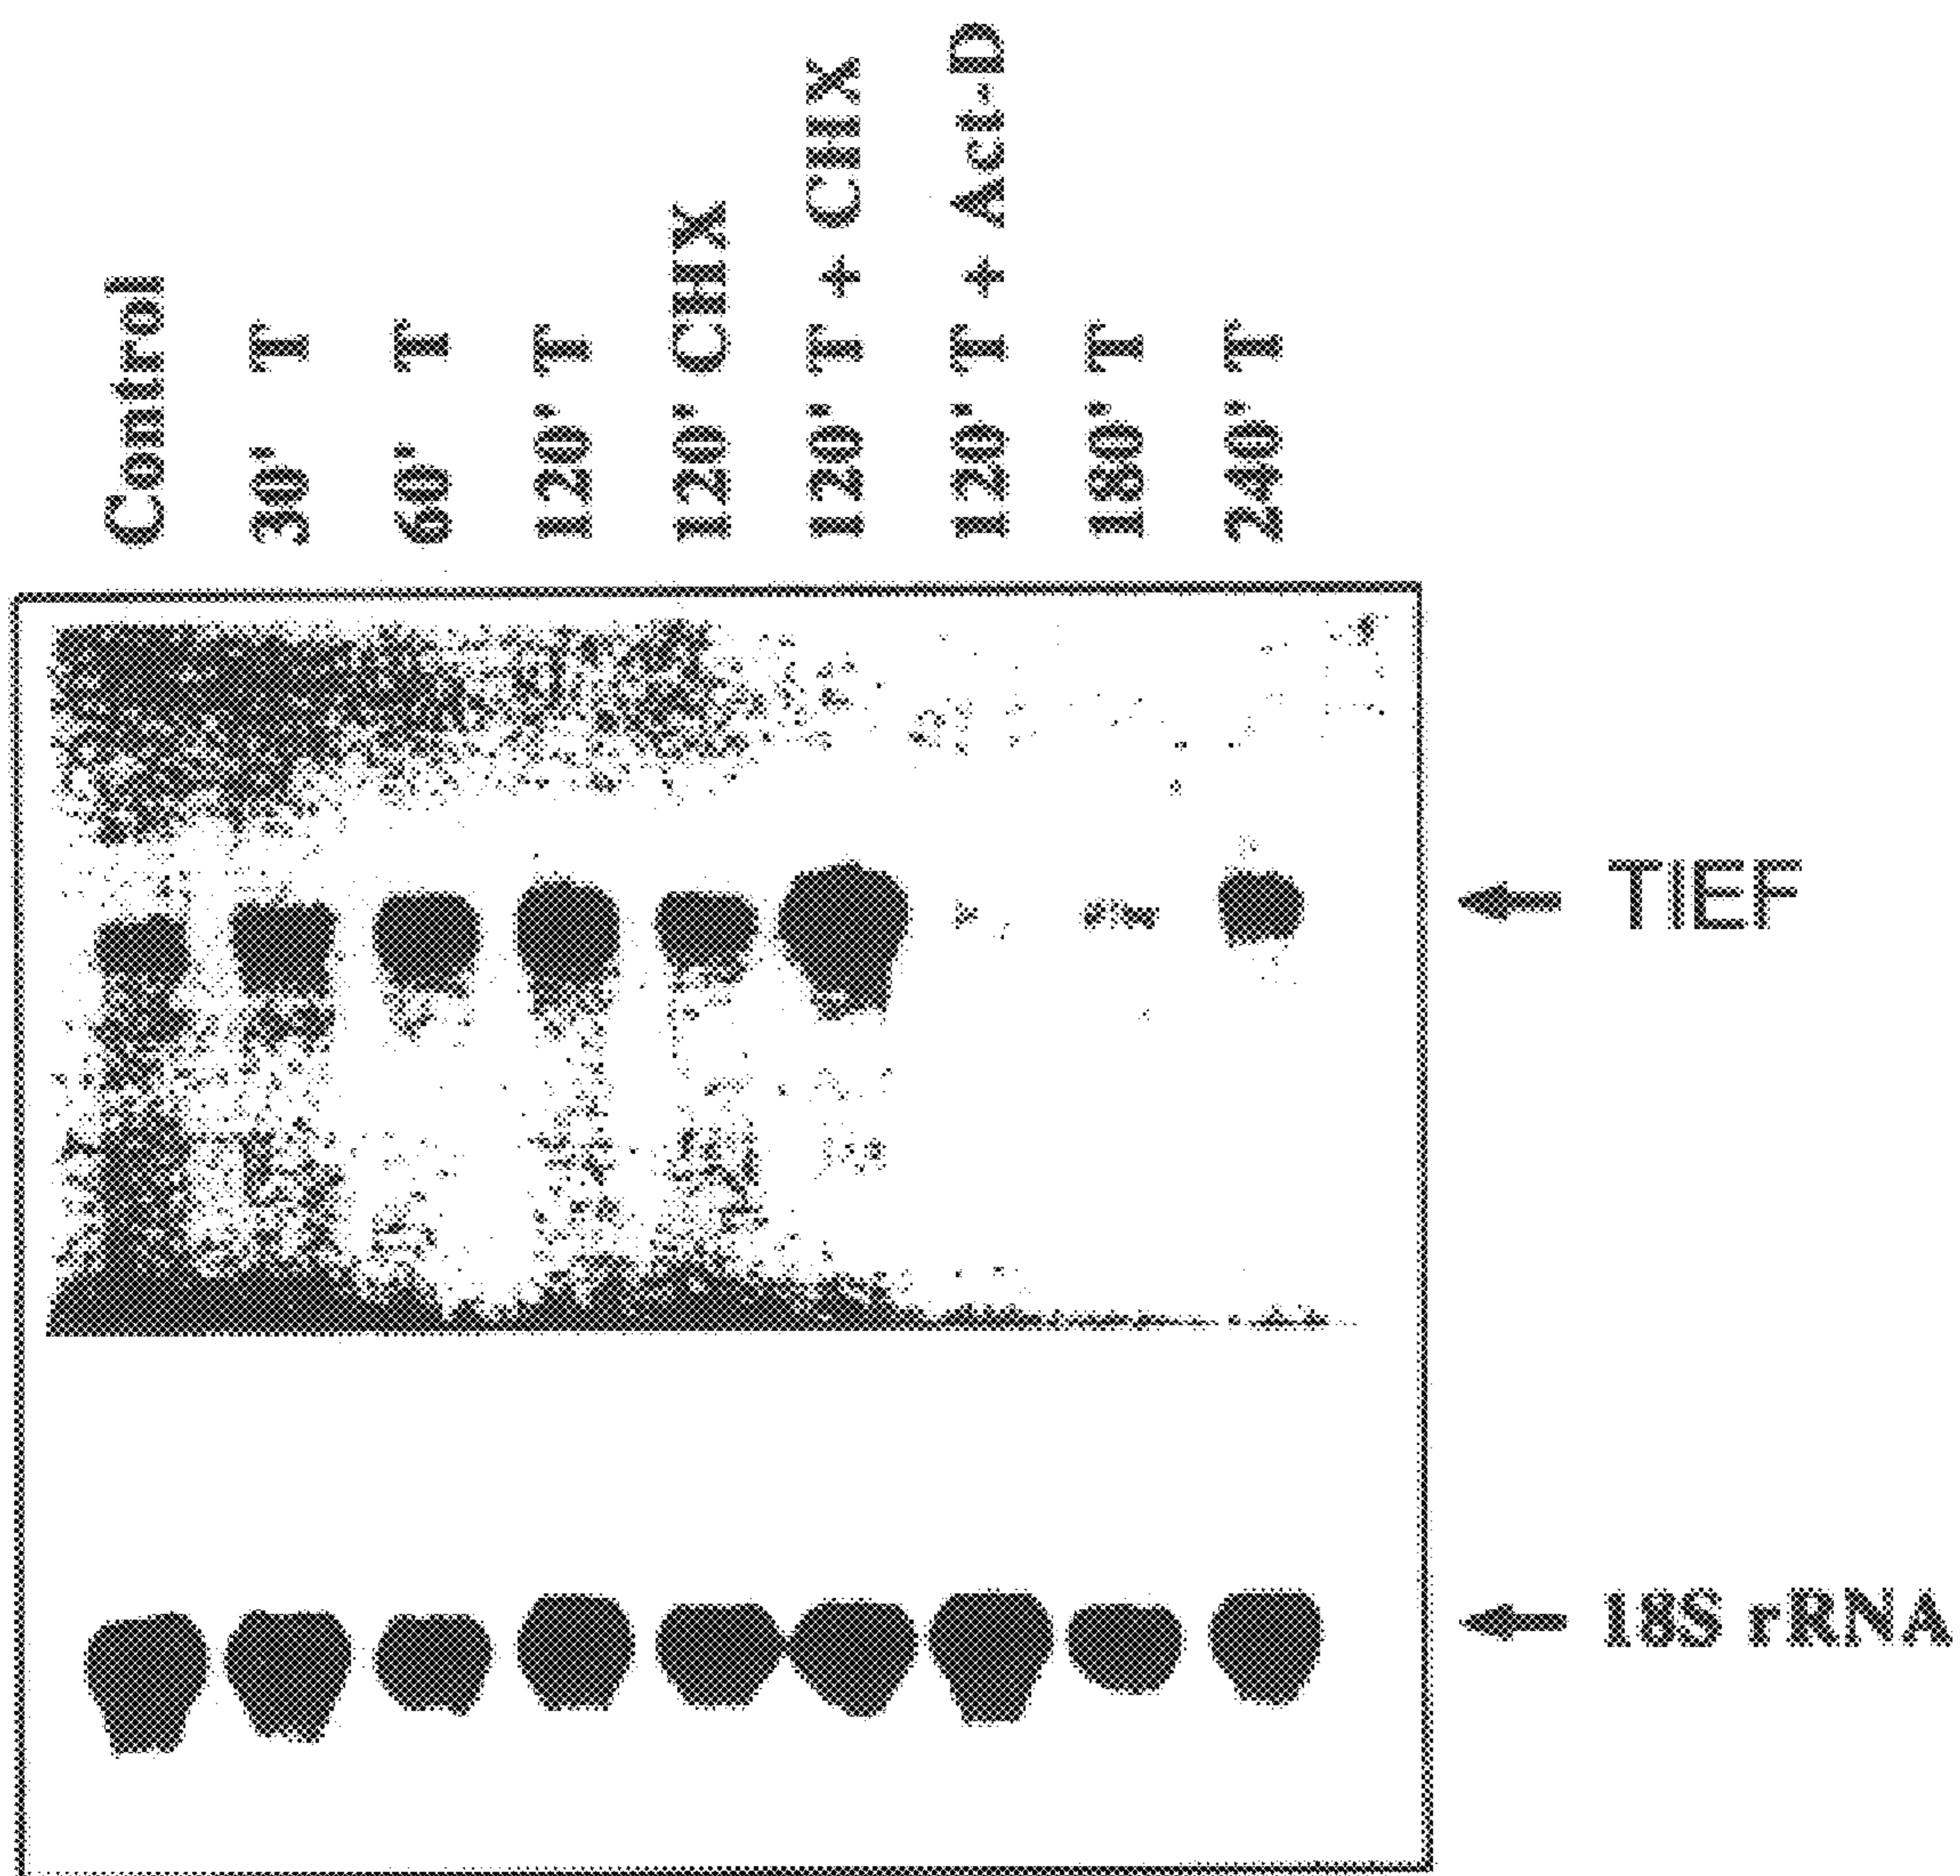 Control
30' T
60' T
120' T
120' CHX
120' T + CHX
120' T + Act-D
180' T
240' T
TIEF
18S rRNA